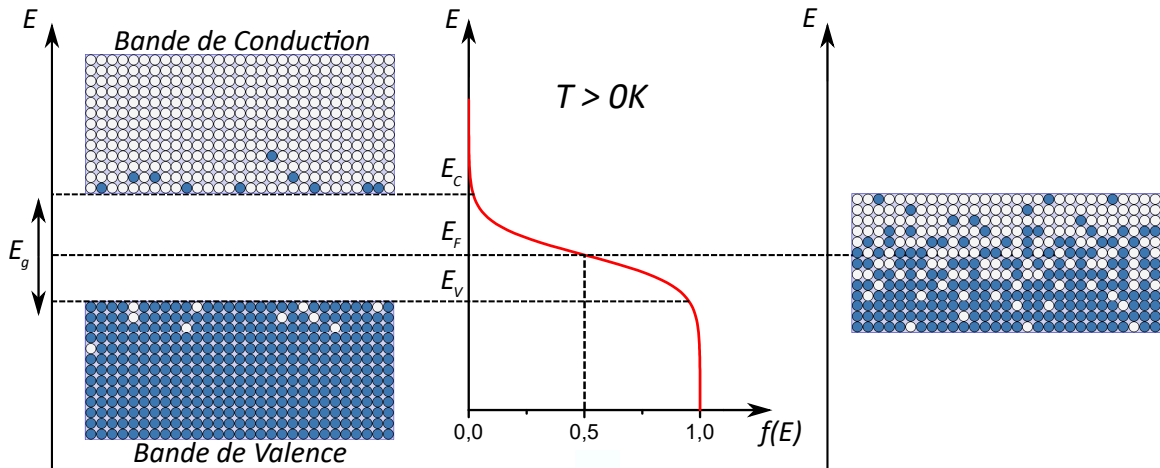 E
Bande de Conduction
E
E
T > 0K
E_C
E_F
E_g
E_V
0,0
0,5
1,0
f(E)
Bande de Valence